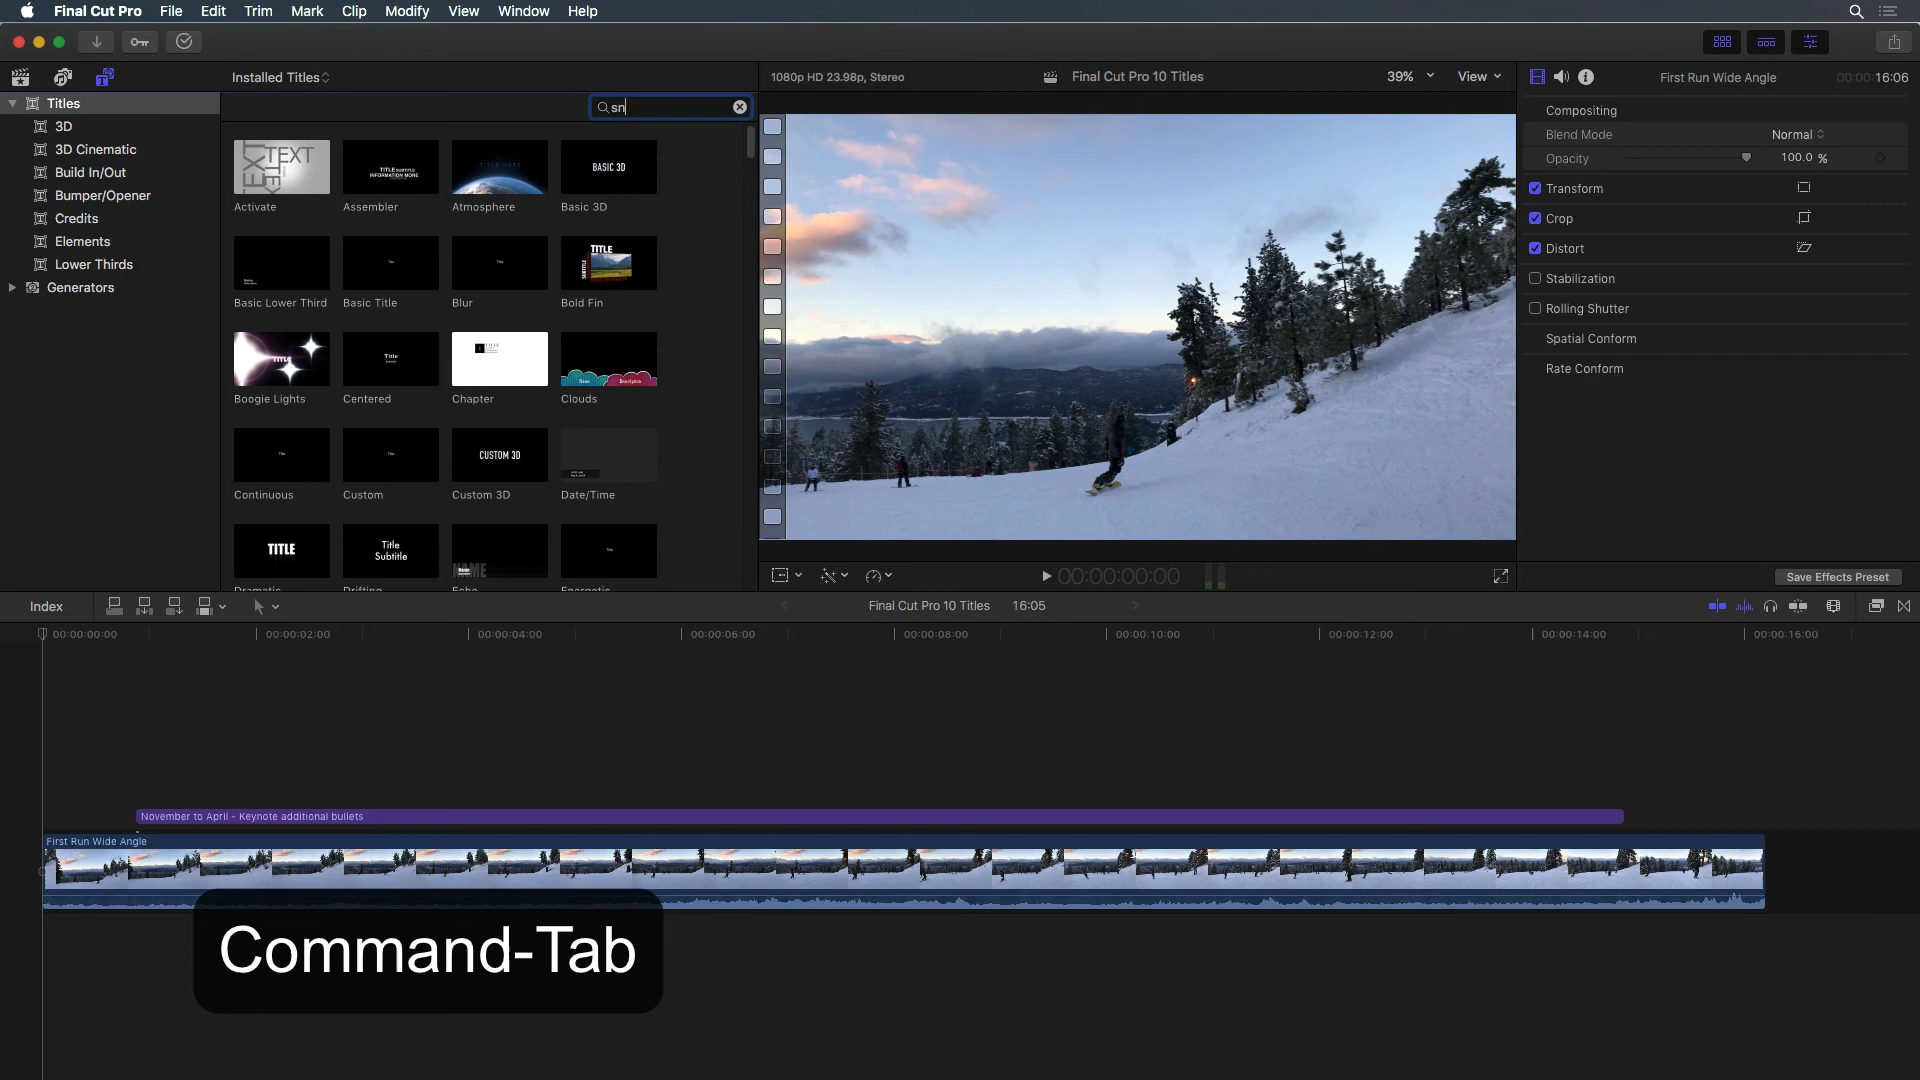 Final Cut Pro File Edit Trim Mark Clip Modify View Window Help
Installed Titles
1080p HD 23.98p, Stereo
Final Cut Pro 10 Titles
39%
View
First Run Wide Angle
00:00:16:06
Titles
3D
3D Cinematic
Build In/Out
Bumper/Opener
Credits
Elements
Lower Thirds
Generators
sn
TEXT
TITLE SUBTITLE
INFORMATION MORE
BASIC 3D
Activate
Assembler
Atmosphere
Basic 3D
TITLE
SUBTITLE
Basic Lower Third
Basic Title
Blur
Bold Fin
TITLE
Title
Name
Description
Boogie Lights
Centered
Chapter
Clouds
Title
Title
CUSTOM 3D
Continuous
Custom
Custom 3D
Date/Time
TITLE
Title
Subtitle
NAME
Title
Dramatic
Drifting
Echo
Energetic
Compositing
Blend Mode
Normal
Opacity
100.0 %
Transform
Crop
Distort
Stabilization
Rolling Shutter
Spatial Conform
Rate Conform
00:00:00:00
Save Effects Preset
Index
Final Cut Pro 10 Titles
16:05
00:00:00:00
00:00:02:00
00:00:04:00
00:00:06:00
00:00:08:00
00:00:10:00
00:00:12:00
00:00:14:00
00:00:16:00
November to April - Keynote additional bullets
First Run Wide Angle
Command-Tab